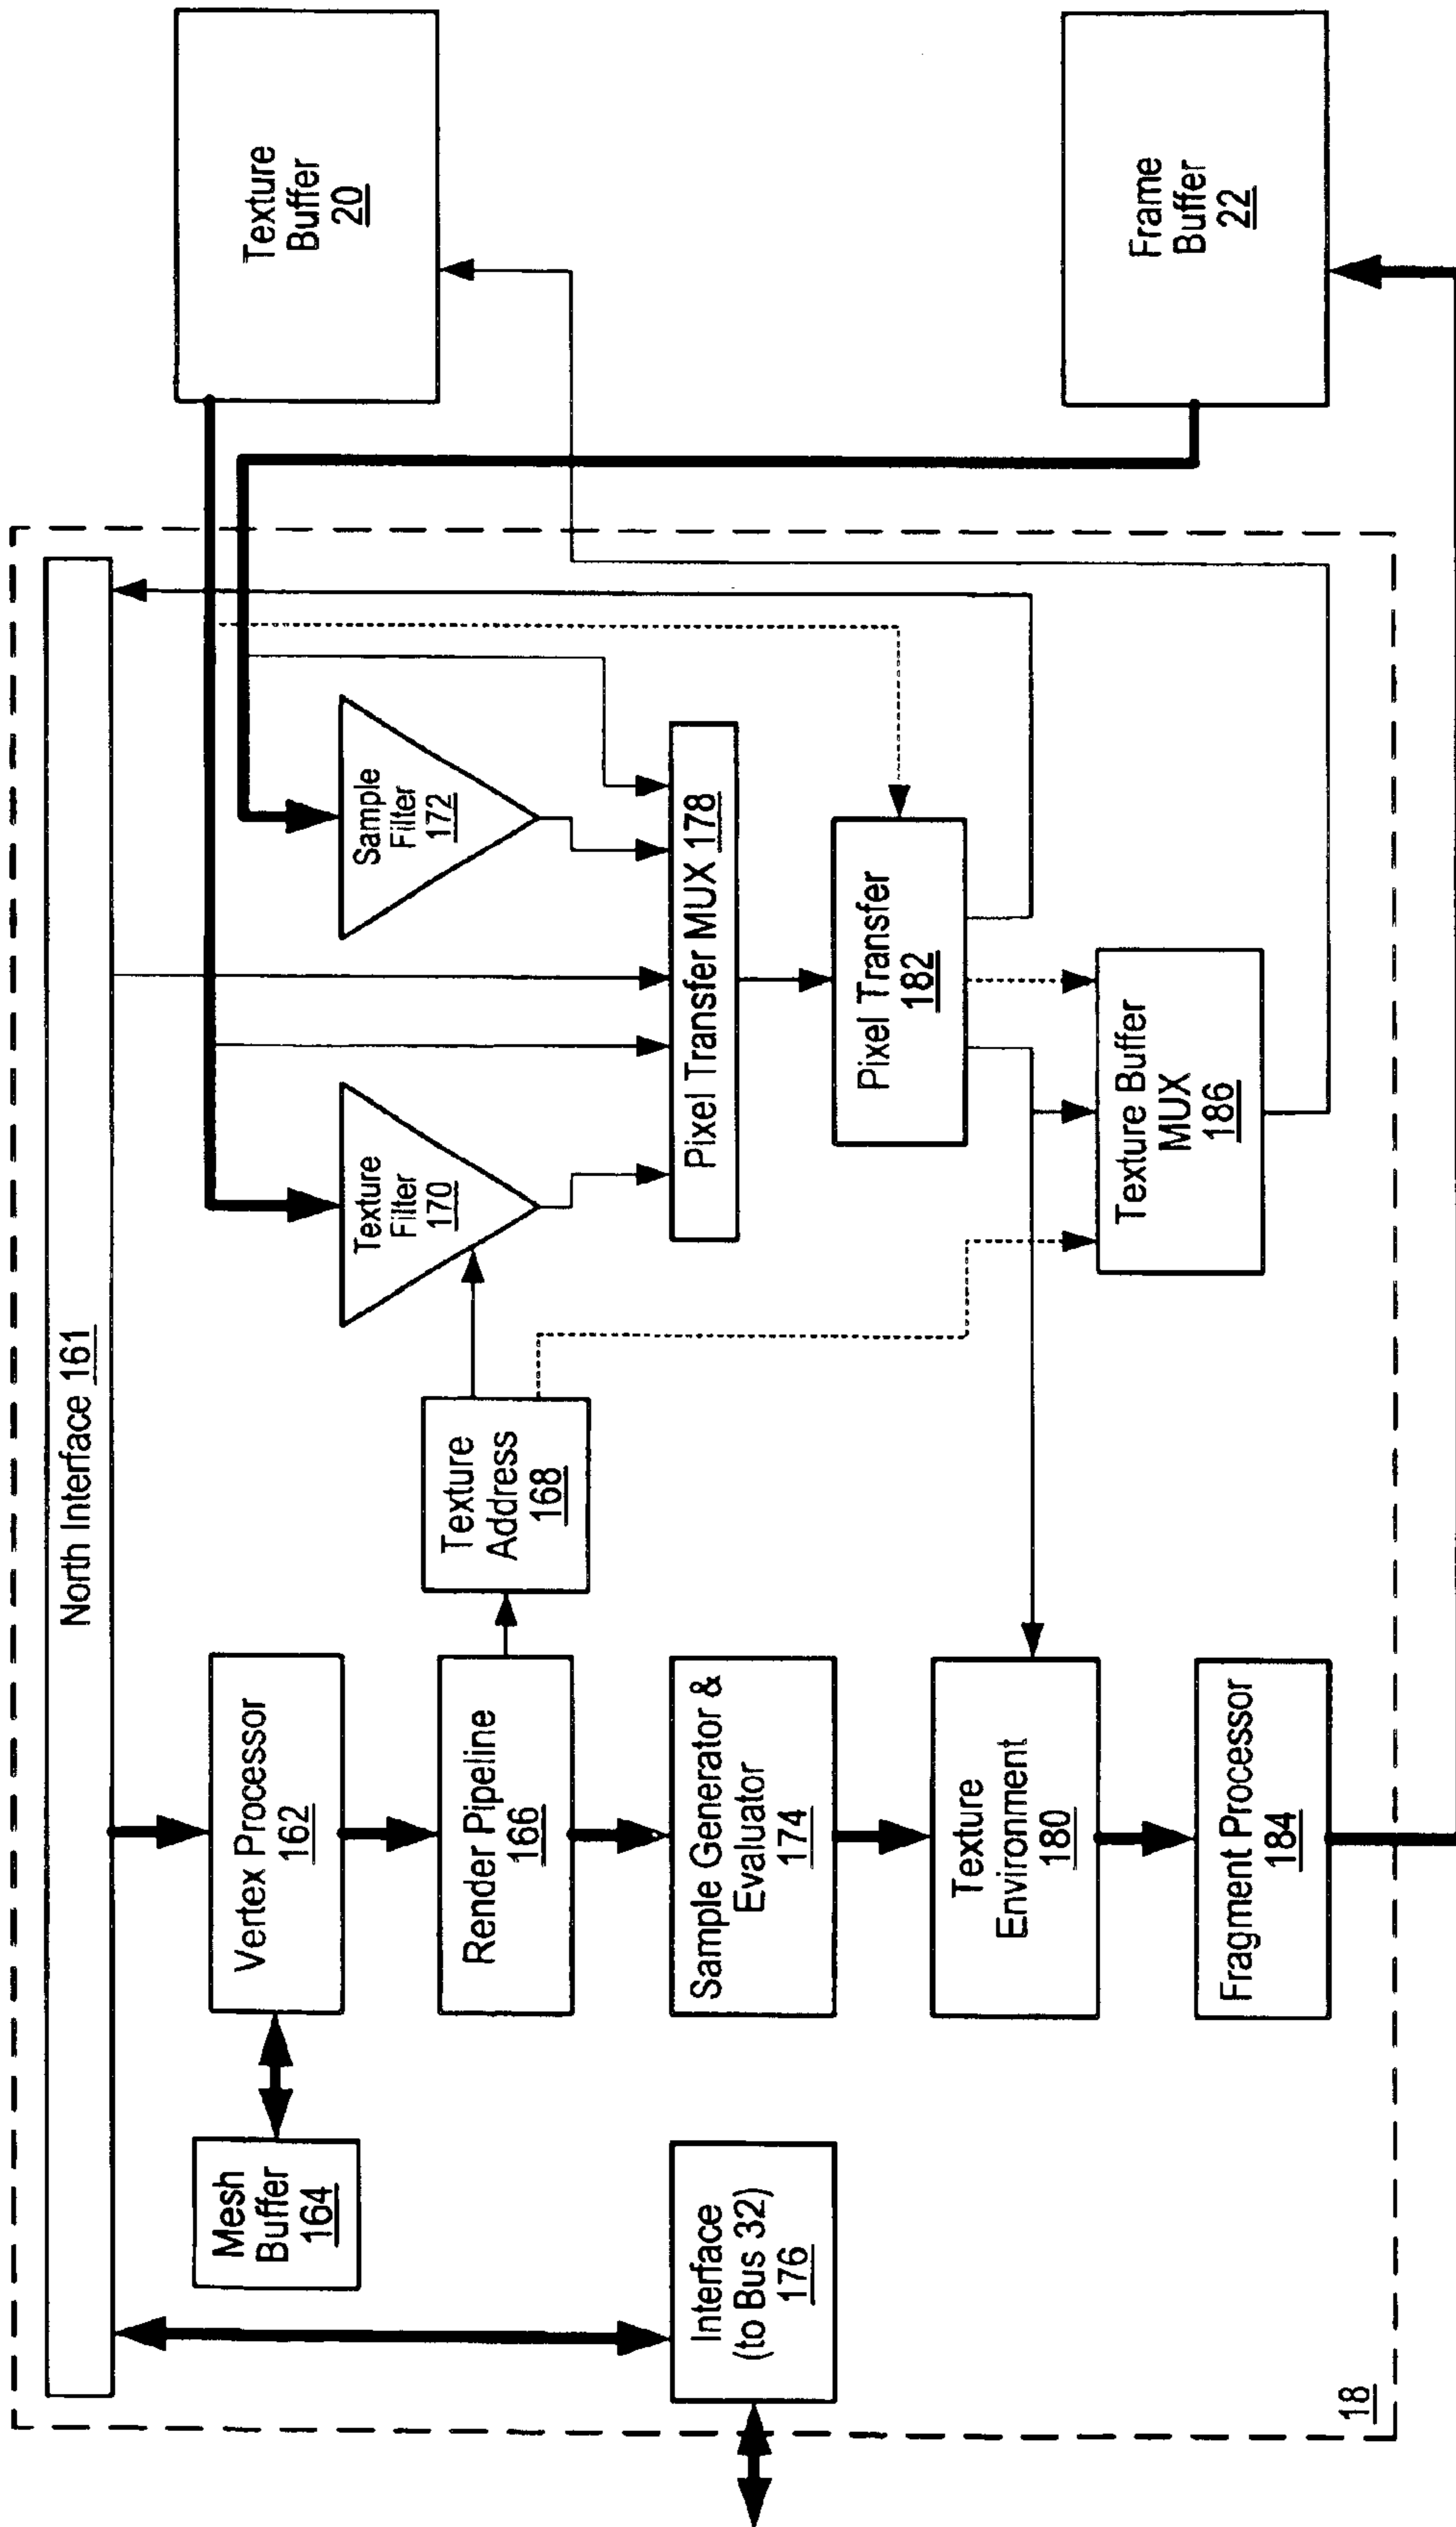 North Interface 161
Mesh
Buffer
164
Vertex Processor
162
Texture
Buffer
20
Render Pipeline
166
Texture
Address
168
Texture
Filter
170
Sample
Filter
172
Interface
(to Bus 32)
176
Sample Generator &
Evaluator
174
Pixel Transfer MUX 178
Pixel Transfer
182
Texture
Environment
180
Texture Buffer
MUX
186
Frame
Buffer
22
Fragment Processor
184
18